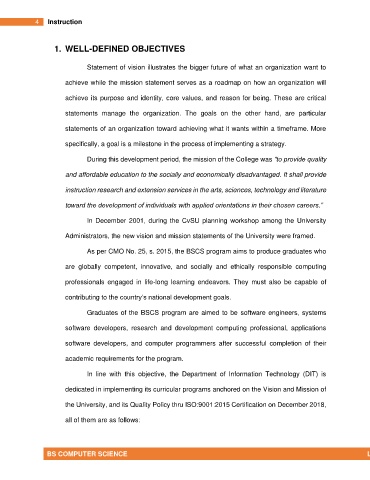 4 Instruction
1. WELL-DEFINED OBJECTIVES
Statement of vision illustrates the bigger future of what an organization want to
achieve while the mission statement serves as a roadmap on how an organization will
achieve its purpose and identity, core values, and reason for being. These are critical
statements manage the organization. The goals on the other hand, are particular
statements of an organization toward achieving what it wants within a timeframe. More
specifically, a goal is a milestone in the process of implementing a strategy.
During this development period, the mission of the College was "to provide quality
and affordable education to the socially and economically disadvantaged. It shall provide
instruction research and extension services in the arts, sciences, technology and literature
toward the development of individuals with applied orientations in their chosen careers."
In December 2001, during the CvSU planning workshop among the University
Administrators, the new vision and mission statements of the University were framed.
As per CMO No. 25, s. 2015, the BSCS program aims to produce graduates who
are globally competent, innovative, and socially and ethically responsible computing
professionals engaged in life-long learning endeavors. They must also be capable of
contributing to the country's national development goals.
Graduates of the BSCS program are aimed to be software engineers, systems
software developers, research and development computing professional, applications
software developers, and computer programmers after successful completion of their
academic requirements for the program.
In line with this objective, the Department of Information Technology (DIT) is
dedicated in implementing its curricular programs anchored on the Vision and Mission of
the University, and its Quality Policy thru ISO:9001:2015 Certification on December 2018,
all of them are as follows:
BS COMPUTER SCIENCE